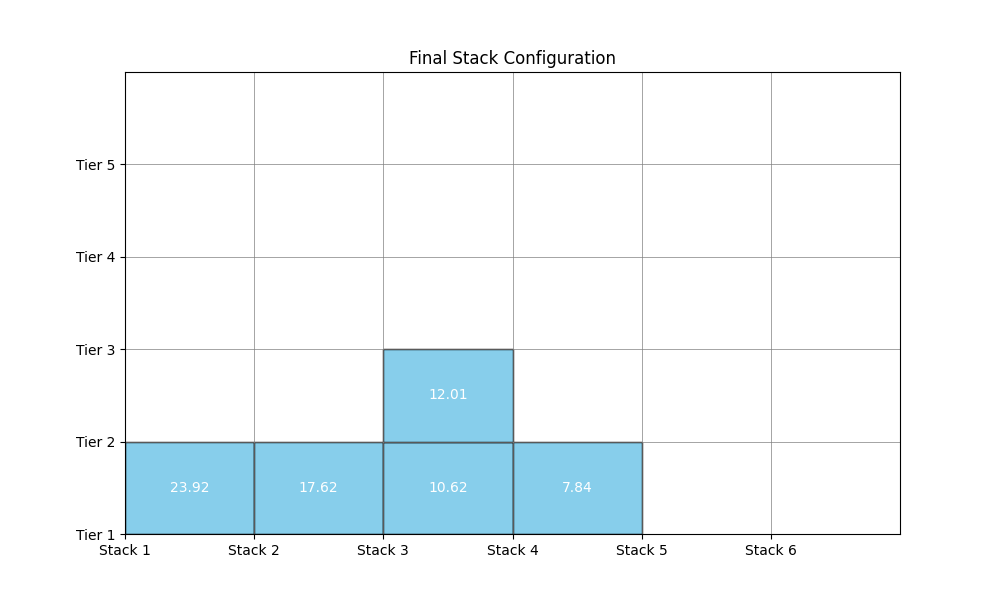 Final Stack Configuration
Tier 5
Tier 4
Tier 3
12.01
Tier 2
23.92 17.62 10.62 7.84
Tier 1
Stack 1 Stack 2 Stack 3 Stack 4 Stack 5 Stack 6